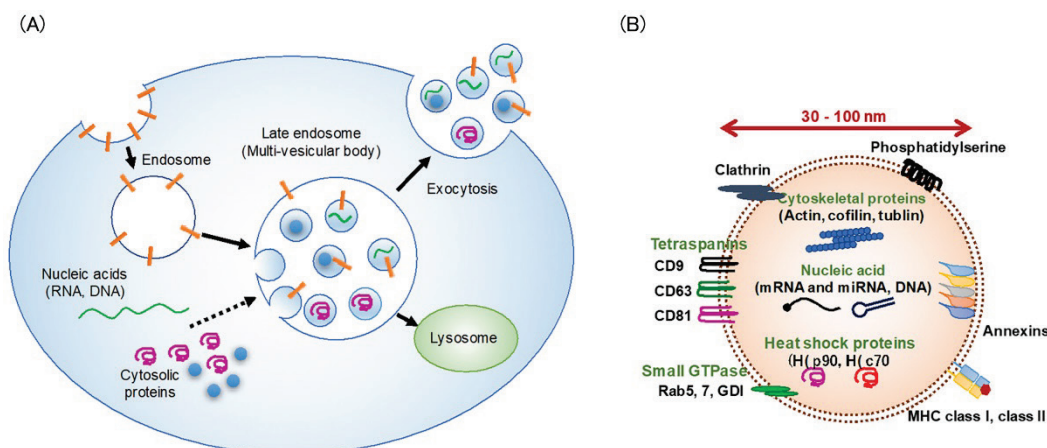 (A)
Endosome
Late endosome
(Multi-vesicular body)
Exocytosis
Nucleic acids
(RNA, DNA)
Cytosolic
proteins
Lysosome
(B)
30 - 100 nm
Phosphatidylserine
Clathrin
Cytoskeletal proteins
(Actin, cofilin, tublin)
Tetraspanins
CD9
CD63
CD81
Nucleic acid
(mRNA and miRNA, DNA)
Annexins
Heat shock proteins
(H( p90, H( c70
Small GTPase
Rab5, 7, GDI
MHC class I, class II